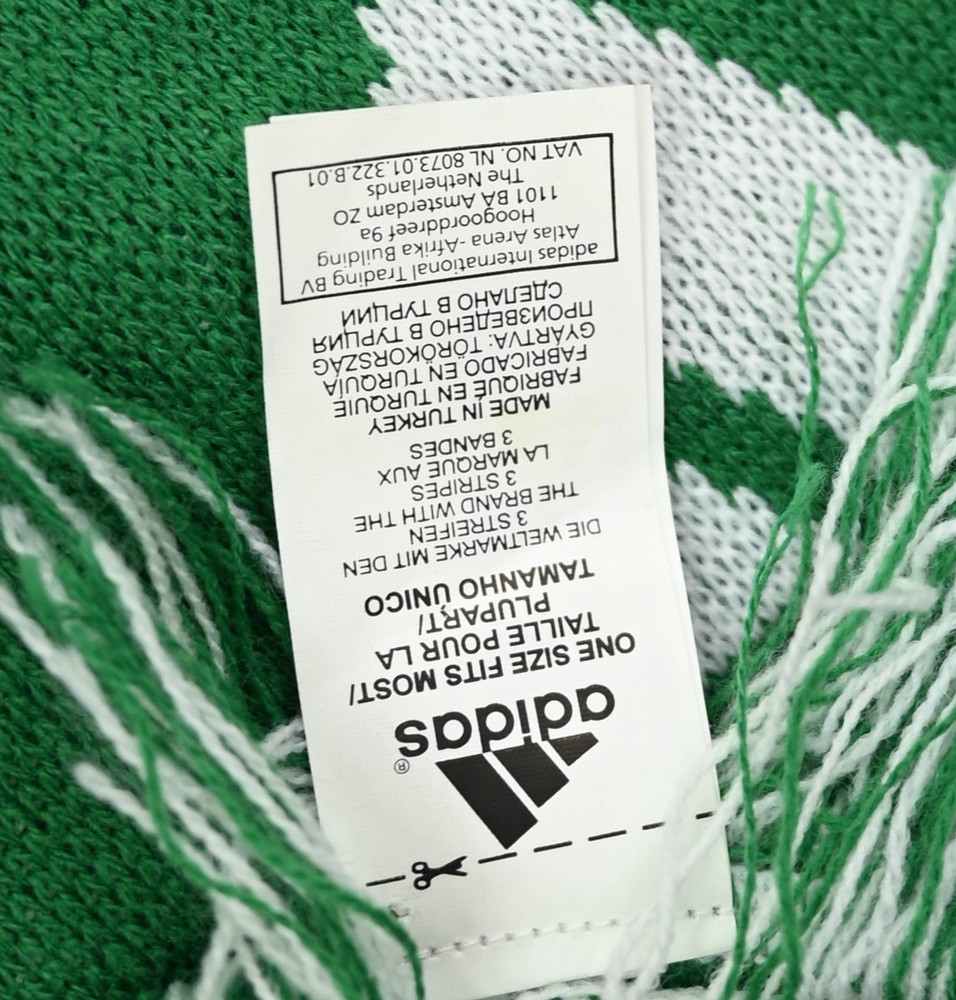 adidas®
ONE SIZE FITS MOST/
TAILLE POUR LA
PLUPART/
TAMANHO ÚNICO
DIE WELTMARKE MIT DEN
3 STREIFEN
THE BRAND WITH THE
3 STRIPES
LA MARQUE AUX
3 BANDES
MADE IN TURKEY
FABRIQUÉ EN TURQUIE
FABRICADO EN TURQUÍA
GYÁRTVA: TÖRÖKORSZÁG
ПРОИЗВЕДЕНО В ТУРЦИЯ
СДЕЛАНО В ТУРЦИИ
adidas International Trading BV
Atlas Arena - Afrika Building
Hoogoorddreef 9a
1101 BA Amsterdam ZO
The Netherlands
VAT NO. NL 8073.01.322.B.01